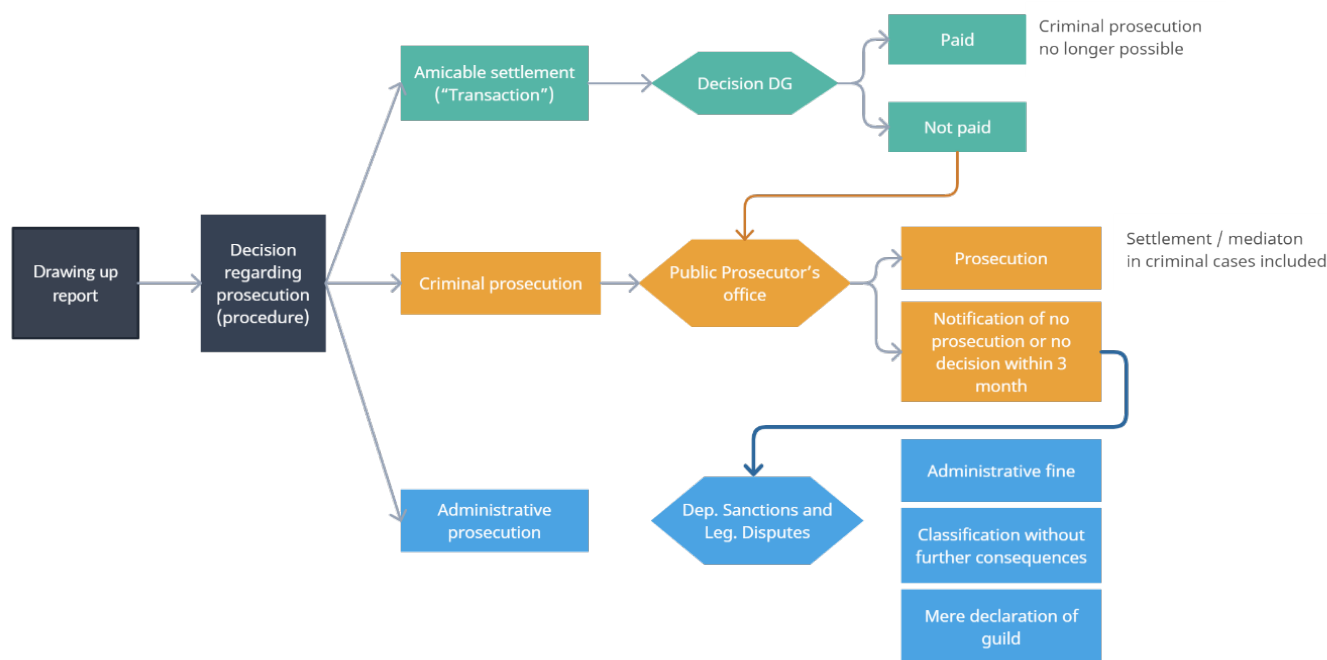 Drawing up
report
Decision
regarding
prosecution
(procedure)
Amicable settlement
(“Transaction”)
Decision DG
Paid
Criminal prosecution
no longer possible
Not paid
Criminal prosecution
Public Prosecutor’s
office
Prosecution
Settlement / mediaton
in criminal cases included
Notification of no
prosecution or no
decision within 3
month
Administrative
prosecution
Dep. Sanctions and
Leg. Disputes
Administrative fine
Classification without
further consequences
Mere declaration of
guild